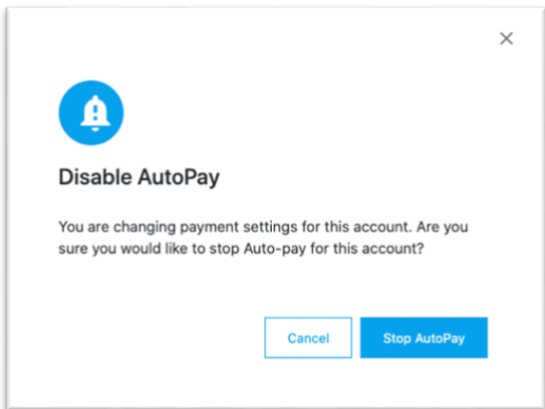 Disable AutoPay
You are changing payment settings for this account. Are you
sure you would like to stop Auto-pay for this account?
Cancel
Stop AutoPay